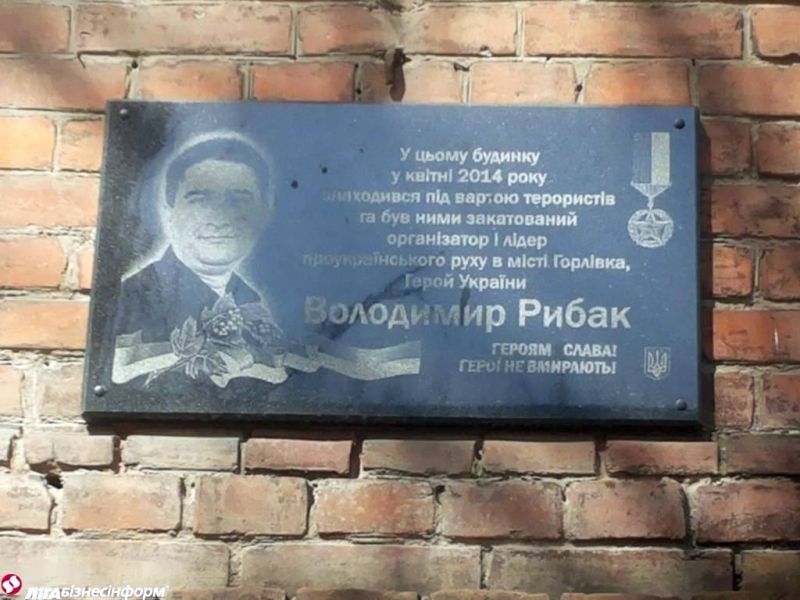 У цьому будинку
у квітні 2014 року
знаходився під вартою терористів
та був ними закатований
організатор і лідер
проукраїнського руху в місті Горлівка,
Герой України
Володимир Рибак
ГЕРОЯМ СЛАВА!
ГЕРОЇ НЕ ВМИРАЮТЬ!
ЛІГАБізнесІнформ